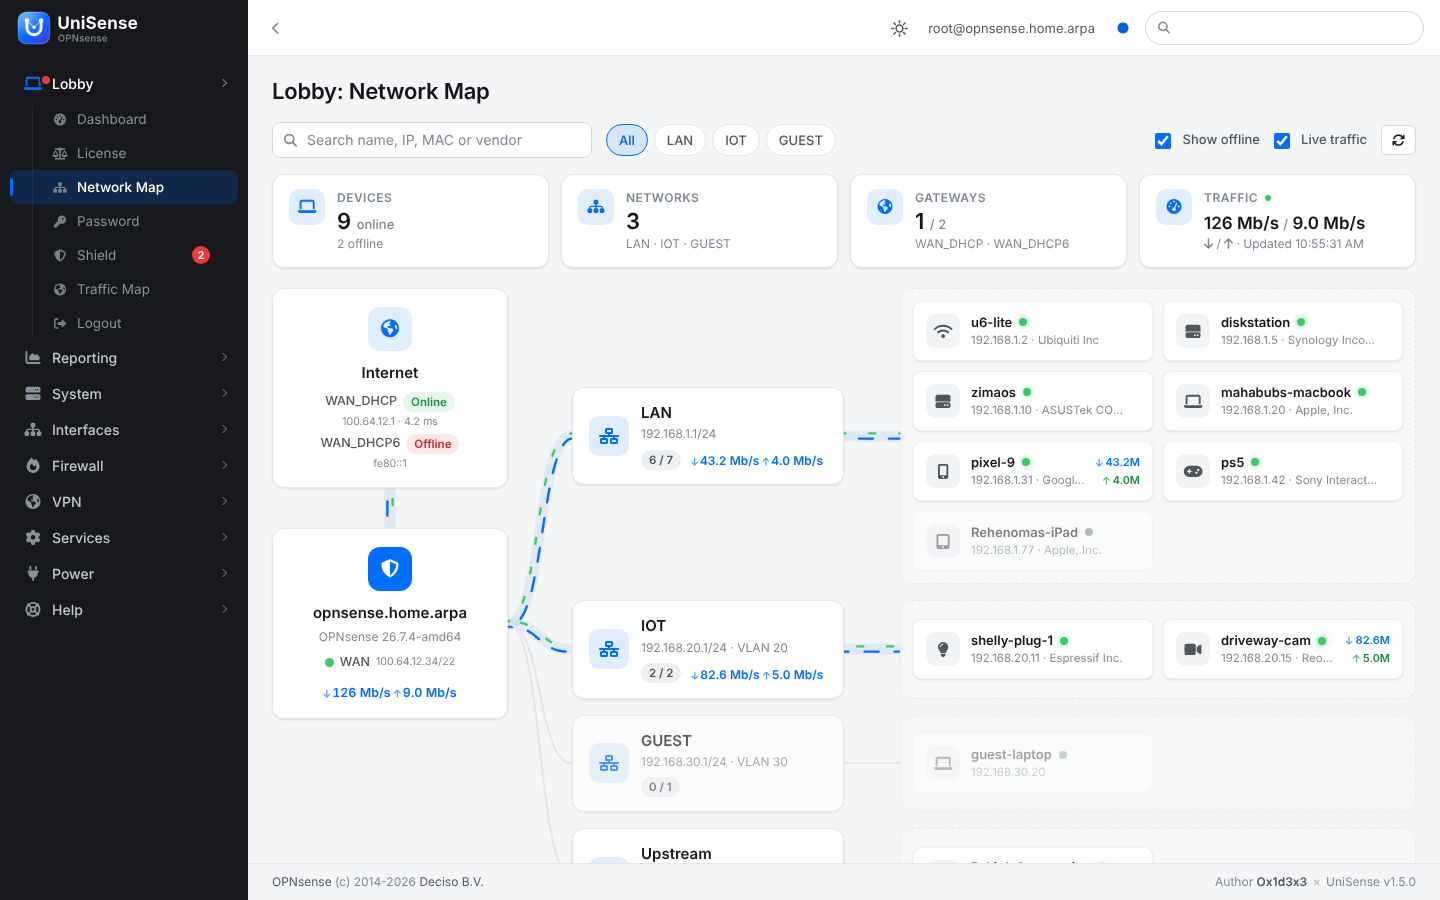 UniSense
OPNsense
Lobby
Dashboard
License
Network Map
Password
Shield 2
Traffic Map
Logout
Reporting
System
Interfaces
Firewall
VPN
Services
Power
Help
root@opnsense.home.arpa
Lobby: Network Map
Search name, IP, MAC or vendor
All
LAN
IOT
GUEST
Show offline
Live traffic
DEVICES
9 online
2 offline
NETWORKS
3
LAN · IOT · GUEST
GATEWAYS
1 / 2
WAN_DHCP · WAN_DHCP6
TRAFFIC
126 Mb/s / 9.0 Mb/s
↓ / ↑ · Updated 10:55:31 AM
Internet
WAN_DHCP Online
100.64.12.1 · 4.2 ms
WAN_DHCP6 Offline
fe80::1
opnsense.home.arpa
OPNsense 26.7.4-amd64
WAN 100.64.12.34/22
↓126 Mb/s ↑9.0 Mb/s
LAN
192.168.1.1/24
6 / 7 ↓43.2 Mb/s ↑4.0 Mb/s
IOT
192.168.20.1/24 · VLAN 20
2 / 2 ↓82.6 Mb/s ↑5.0 Mb/s
GUEST
192.168.30.1/24 · VLAN 30
0 / 1
Upstream
u6-lite
192.168.1.2 · Ubiquiti Inc
diskstation
192.168.1.5 · Synology Inco...
zimaos
192.168.1.10 · ASUSTek CO...
mahabubs-macbook
192.168.1.20 · Apple, Inc.
pixel-9 ↓43.2M
192.168.1.31 · Googl... ↑4.0M
ps5
192.168.1.42 · Sony Interact...
Rehenomas-iPad
192.168.1.77 · Apple, Inc.
shelly-plug-1
192.168.20.11 · Espressif Inc.
driveway-cam ↓82.6M
192.168.20.15 · Reo... ↑5.0M
guest-laptop
192.168.30.20
OPNsense (c) 2014-2026 Deciso B.V.
Author Ox1d3x3 × UniSense v1.5.0